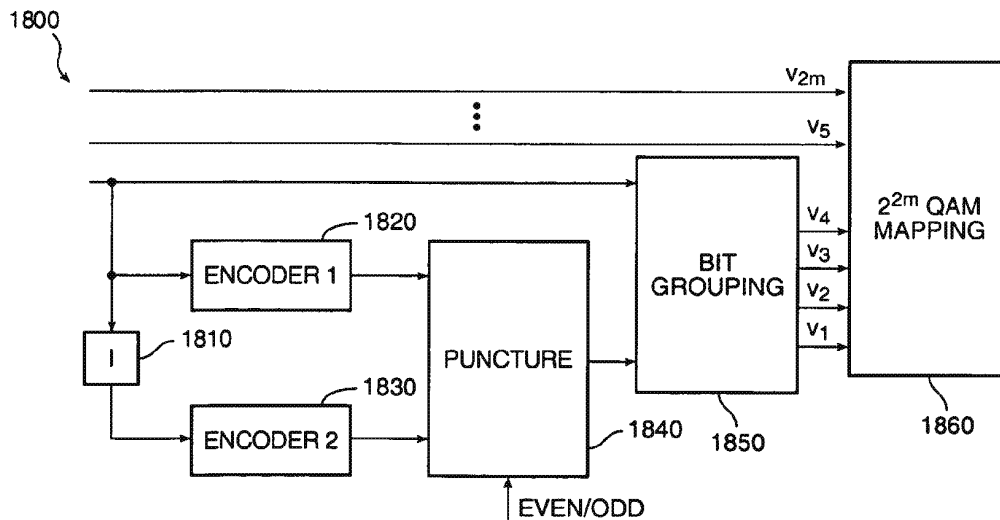 1800
v2m
v5
1820
ENCODER 1
I
1810
1830
ENCODER 2
PUNCTURE
1840
EVEN/ODD
BIT
GROUPING
1850
v4
v3
v2
v1
2^2m QAM
MAPPING
1860